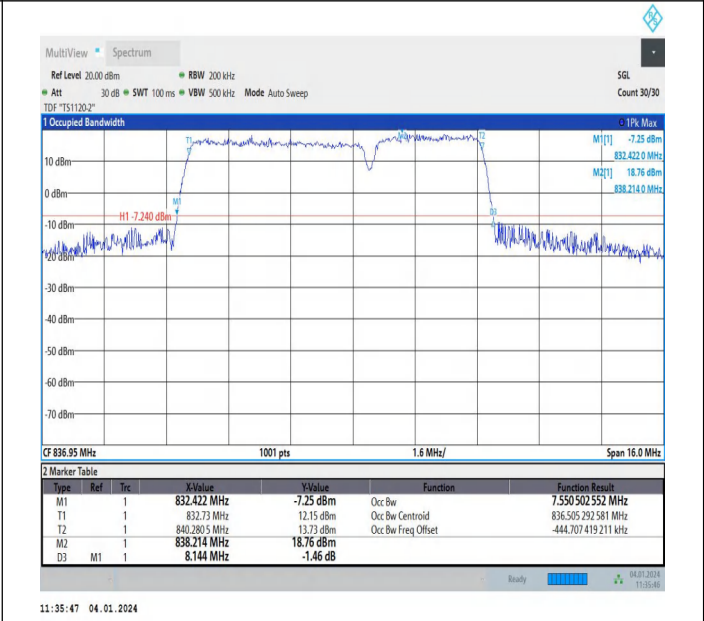 MultiView Spectrum
Ref Level 20.00 dBm RBW 200 kHz SGL
Att 30 dB SWT 100 ms VBW 500 kHz Mode Auto Sweep Count 30/30
TDF "TS1120-2"
1 Occupied Bandwidth 1Pk Max
M1[1] -7.25 dBm
832.422 0 MHz
M2[1] 18.76 dBm
838.214 0 MHz
T1
T2
10 dBm
0 dBm
M1
H1 -7.240 dBm
D3
-10 dBm
-20 dBm
-30 dBm
-40 dBm
-50 dBm
-60 dBm
-70 dBm
CF 836.95 MHz 1001 pts 1.6 MHz/ Span 16.0 MHz
2 Marker Table
Type Ref Trc X-Value Y-Value Function Function Result
M1 1 832.422 MHz -7.25 dBm Occ Bw 7.550 502 552 MHz
T1 1 832.73 MHz 12.15 dBm Occ Bw Centroid 836.505 292 581 MHz
T2 1 840.280 5 MHz 13.73 dBm Occ Bw Freq Offset -444.707 419 211 kHz
M2 1 838.214 MHz 18.76 dBm
D3 M1 1 8.144 MHz -1.46 dB
Ready 04.01.2024
11:35:46
11:35:47 04.01.2024